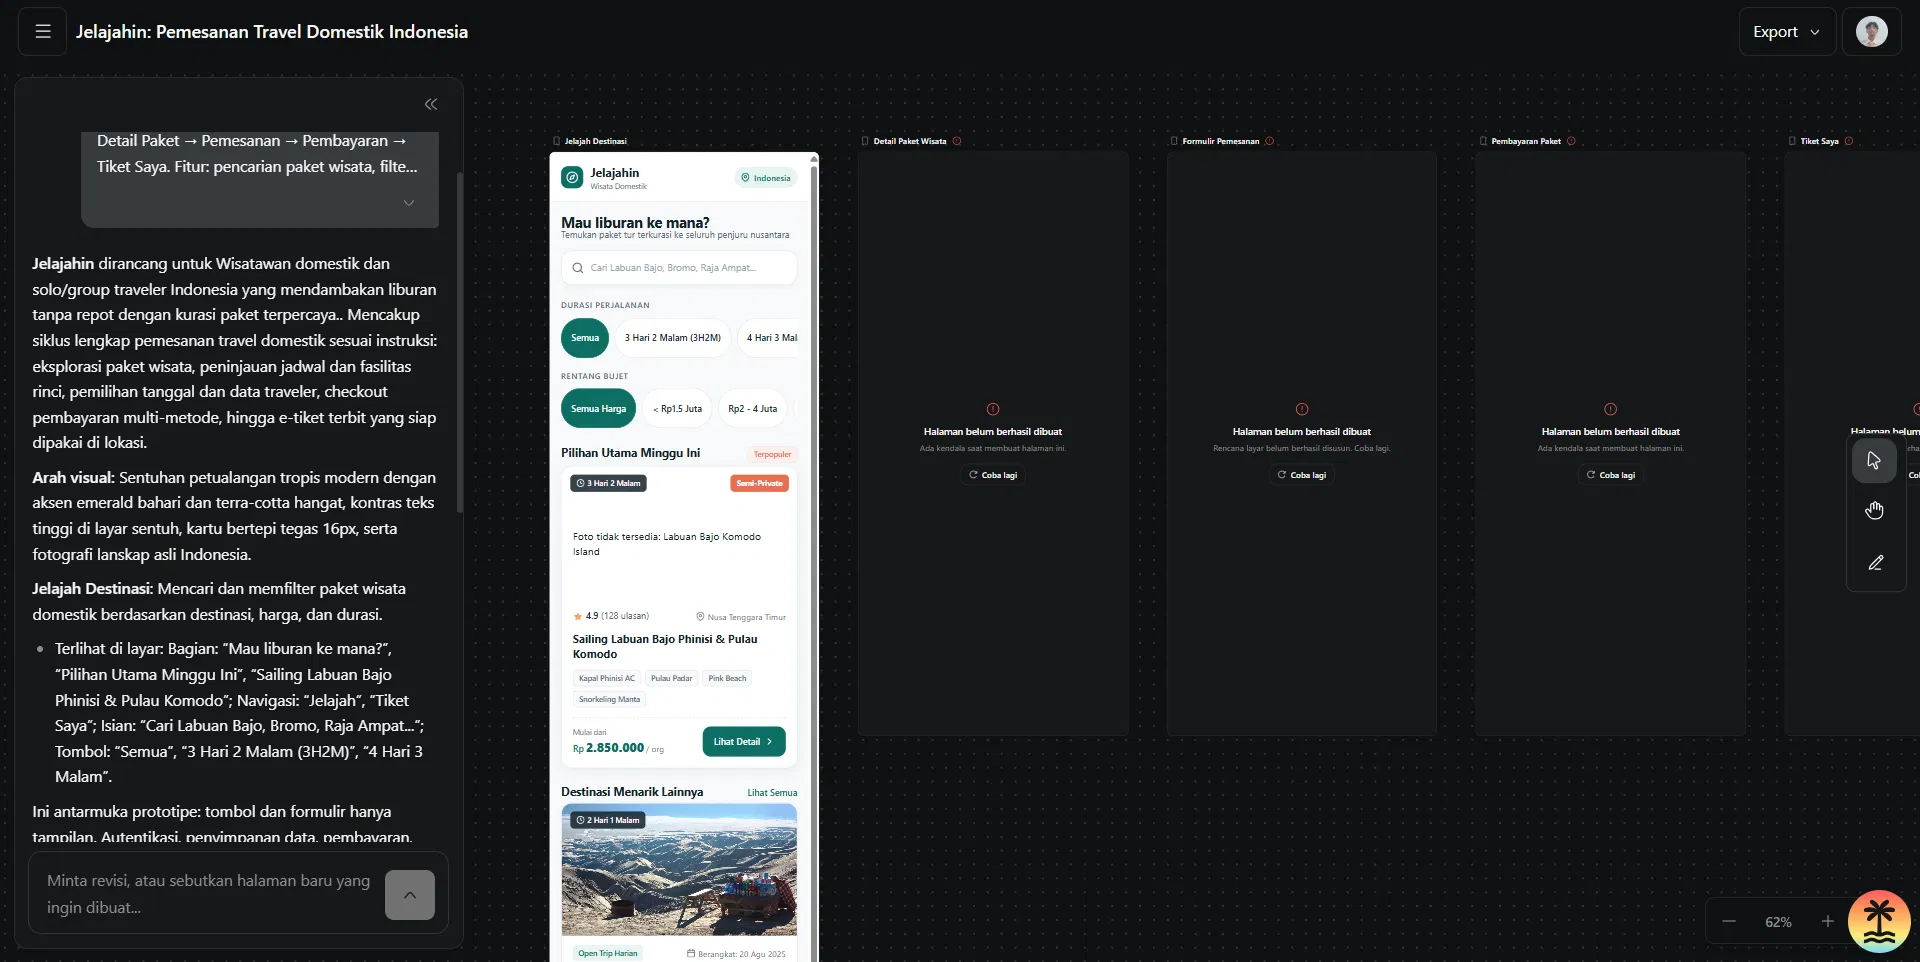 Jelajahin: Pemesanan Travel Domestik Indonesia
Export
Detail Paket → Pemesanan → Pembayaran →
Tiket Saya. Fitur: pencarian paket wisata, filte...
Jelajahin dirancang untuk Wisatawan domestik dan
solo/group traveler Indonesia yang mendambakan liburan
tanpa repot dengan kurasi paket terpercaya.. Mencakup
siklus lengkap pemesanan travel domestik sesuai instruksi:
eksplorasi paket wisata, peninjauan jadwal dan fasilitas
rinci, pemilihan tanggal dan data traveler, checkout
pembayaran multi-metode, hingga e-tiket terbit yang siap
dipakai di lokasi.
Arah visual: Sentuhan petualangan tropis modern dengan
aksen emerald bahari dan terra-cotta hangat, kontras teks
tinggi di layar sentuh, kartu bertepi tegas 16px, serta
fotografi lanskap asli Indonesia.
Jelajah Destinasi: Mencari dan memfilter paket wisata
domestik berdasarkan destinasi, harga, dan durasi.
Terlihat di layar: Bagian: “Mau liburan ke mana?”,
“Pilihan Utama Minggu Ini”, “Sailing Labuan Bajo
Phinisi & Pulau Komodo”; Navigasi: “Jelajah”, “Tiket
Saya”; Isian: “Cari Labuan Bajo, Bromo, Raja Ampat...”;
Tombol: “Semua”, “3 Hari 2 Malam (3H2M)”, “4 Hari 3
Malam”.
Ini antarmuka prototipe: tombol dan formulir hanya
tampilan. Autentikasi, penyimpanan data, pembayaran,
Minta revisi, atau sebutkan halaman baru yang
ingin dibuat...
Jelajah Destinasi
Jelajahin
Wisata Domestik
Indonesia
Mau liburan ke mana?
Temukan paket tur terkurasi ke seluruh penjuru nusantara
Cari Labuan Bajo, Bromo, Raja Ampat...
DURASI PERJALANAN
Semua
3 Hari 2 Malam (3H2M)
4 Hari 3 Mal
RENTANG BUJET
Semua Harga
< Rp1.5 Juta
Rp2 - 4 Juta
Pilihan Utama Minggu Ini
Terpopuler
3 Hari 2 Malam
Semi-Private
Foto tidak tersedia: Labuan Bajo Komodo
Island
4.9 (128 ulasan)
Nusa Tenggara Timur
Sailing Labuan Bajo Phinisi & Pulau
Komodo
Kapal Phinisi AC
Pulau Padar
Pink Beach
Snorkeling Manta
Mulai dari
Rp 2.850.000 / org
Lihat Detail
Destinasi Menarik Lainnya
Lihat Semua
2 Hari 1 Malam
Open Trip Harian
Berangkat: 20 Agu 2025
Detail Paket Wisata
Halaman belum berhasil dibuat
Ada kendala saat membuat halaman ini.
Coba lagi
Formulir Pemesanan
Halaman belum berhasil dibuat
Rencana layar belum berhasil disusun. Coba lagi.
Coba lagi
Pembayaran Paket
Halaman belum berhasil dibuat
Ada kendala saat membuat halaman ini.
Coba lagi
Tiket Saya
Halaman belum
62%